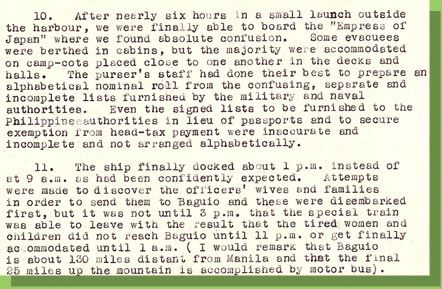 10. After nearly six hours in a small launch outside
the harbour, we were finally able to board the "Empress of
Japan" where we found absolute confusion. Some evacuees
were berthed in cabins, but the majority were accommodated
on camp-cots placed close to one another in the decks and
halls. The purser's staff had done their best to prepare an
alphabetical nominal roll from the confusing, separate and
incomplete lists furnished by the military and naval
authorities. Even the signed lists to be furnished to the
Philippineeauthorities in lieu of passports and to secure
exemption from head-tax payment were inaccurate and
incomplete and not arranged alphabetically.
11. The ship finally docked about 1 p.m. instead of
at 9 a.m. as had been confidently expected. Attempts
were made to discover the officers' wives and families
in order to send them to Baguio and these were disembarked
first, but it was not until 3 p.m. that the special train
was able to leave with the result that the tired women and
children did not reach Baguio until 11 p.m. or get finally
accommodated until 1 a.m. ( I would remark that Baguio
is about 130 miles distant from Manila and that the final
25 miles up the mountain is accomplished by motor bus).